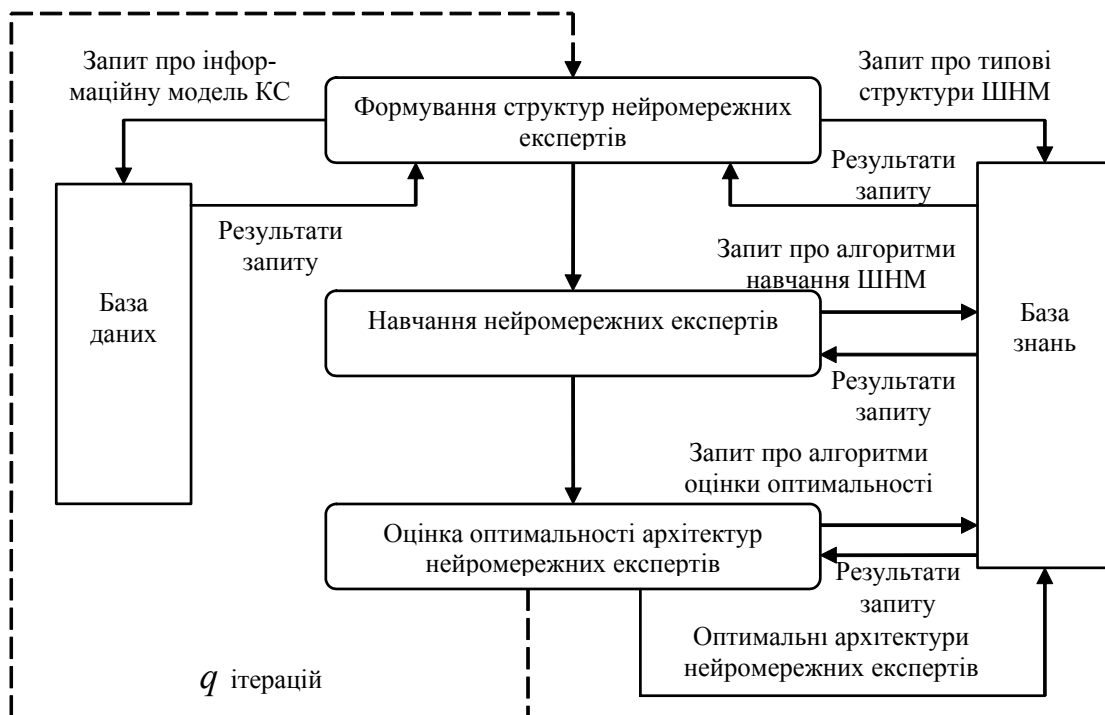 Запит про інфор-
маційну модель КС
Запит про типові
структури ШНМ
Формування структур нейромережних
експертів
Результати
запиту
Результати
запиту
Запит про алгоритми
навчання ШНМ
База
даних
Навчання нейромережних експертів
База
знань
Результати
запиту
Запит про алгоритми
оцінки оптимальності
Оцінка оптимальності архітектур
нейромережних експертів
Результати
запиту
Оптимальні архітектури
нейромережних експертів
q ітерацій